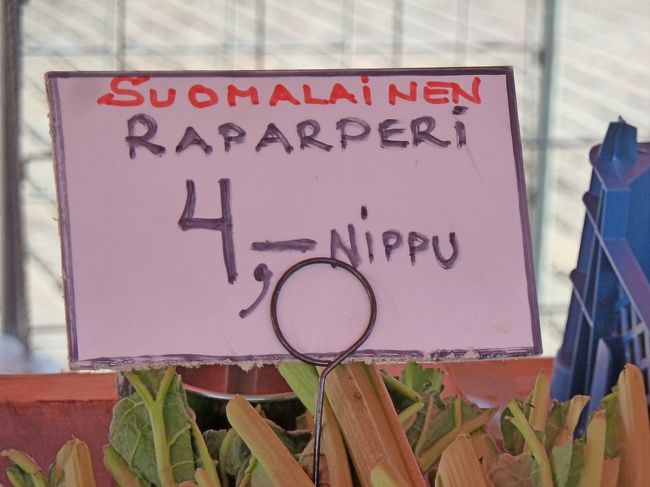 SUOMALAINEN
RAPARPERI
4,- NIPPU